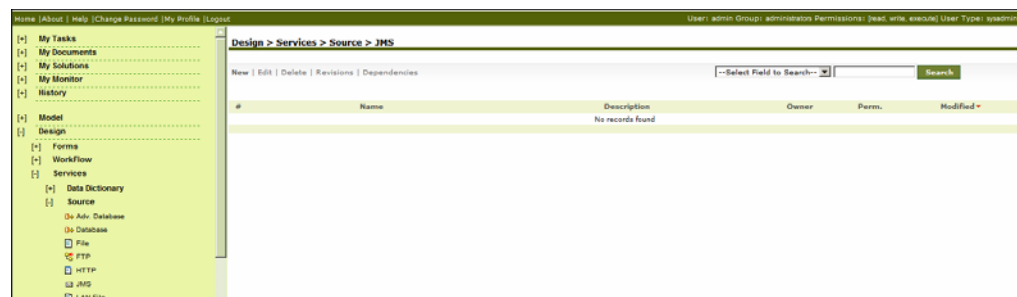 Home |About | Help |Change Password |My Profile |Logout
User: admin Group: administrators Permissions: [read, write, execute] User Type: sysadmin
[+] My Tasks
[+] My Documents
[+] My Solutions
[+] My Monitor
[+] History
[+] Model
[-] Design
[+] Forms
[+] WorkFlow
[-] Services
[+] Data Dictionary
[-] Source
Adv. Database
Database
File
FTP
HTTP
JMS
LAN File
Design > Services > Source > JMS
New | Edit | Delete | Revisions | Dependencies
--Select Field to Search--
Search
# Name Description Owner Perm. Modified
No records found